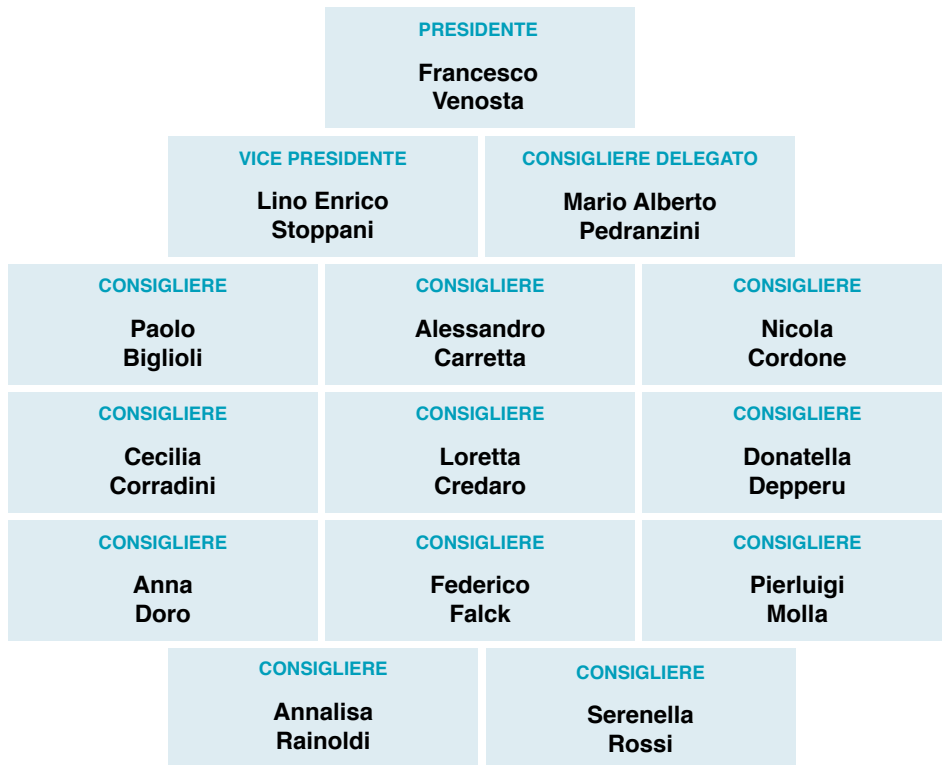 PRESIDENTE
Francesco
Venosta
VICE PRESIDENTE
Lino Enrico
Stoppani
CONSIGLIERE DELEGATO
Mario Alberto
Pedranzini
CONSIGLIERE
Paolo
Biglioli
CONSIGLIERE
Alessandro
Carretta
CONSIGLIERE
Nicola
Cordone
CONSIGLIERE
Cecilia
Corradini
CONSIGLIERE
Loretta
Credaro
CONSIGLIERE
Donatella
Depperu
CONSIGLIERE
Anna
Doro
CONSIGLIERE
Federico
Falck
CONSIGLIERE
Pierluigi
Molla
CONSIGLIERE
Annalisa
Rainoldi
CONSIGLIERE
Serenella
Rossi